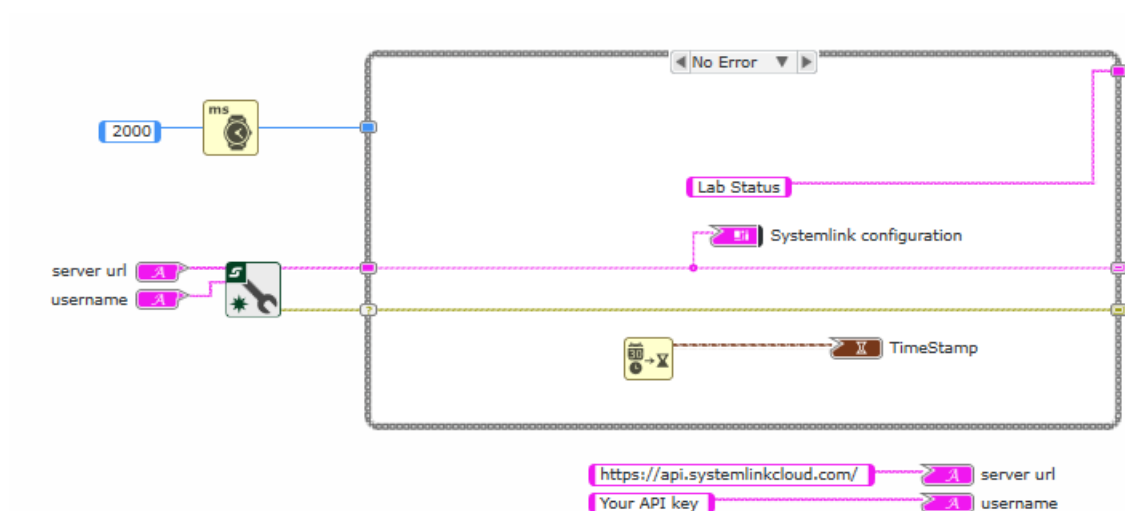 No Error
ms
2000
Lab Status
Systemlink configuration
server url
username
30
TimeStamp
https://api.systemlinkcloud.com/ server url
Your API key username